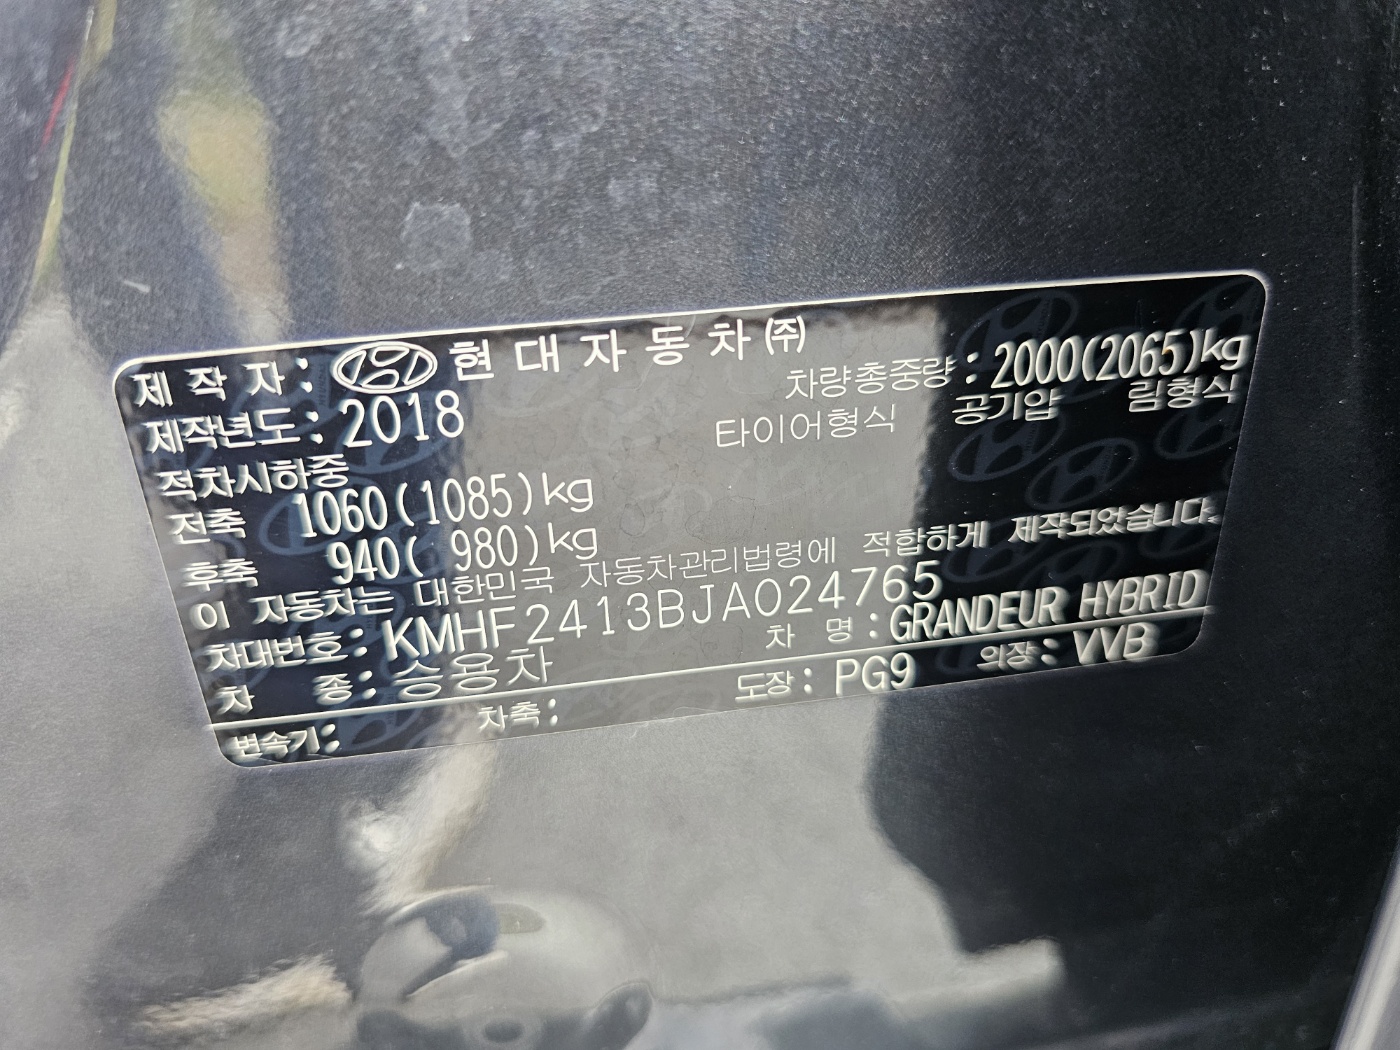 제 작 자 : 현 대 자 동 차 ㈜
제작년도 : 2018 차량총중량 : 2000(2065)kg
적차시하중 타이어형식 공기압 림형식
전축 1060(1085)kg
후축 940( 980)kg
이 자동차는 대한민국 자동차관리법령에 적합하게 제작되었습니다.
차대번호 : KMHF2413BJA024765
차 종 : 승용차 차 명 : GRANDEUR HYBRID
변속기 : 차축 : 도장 : PG9 의장 : VVB